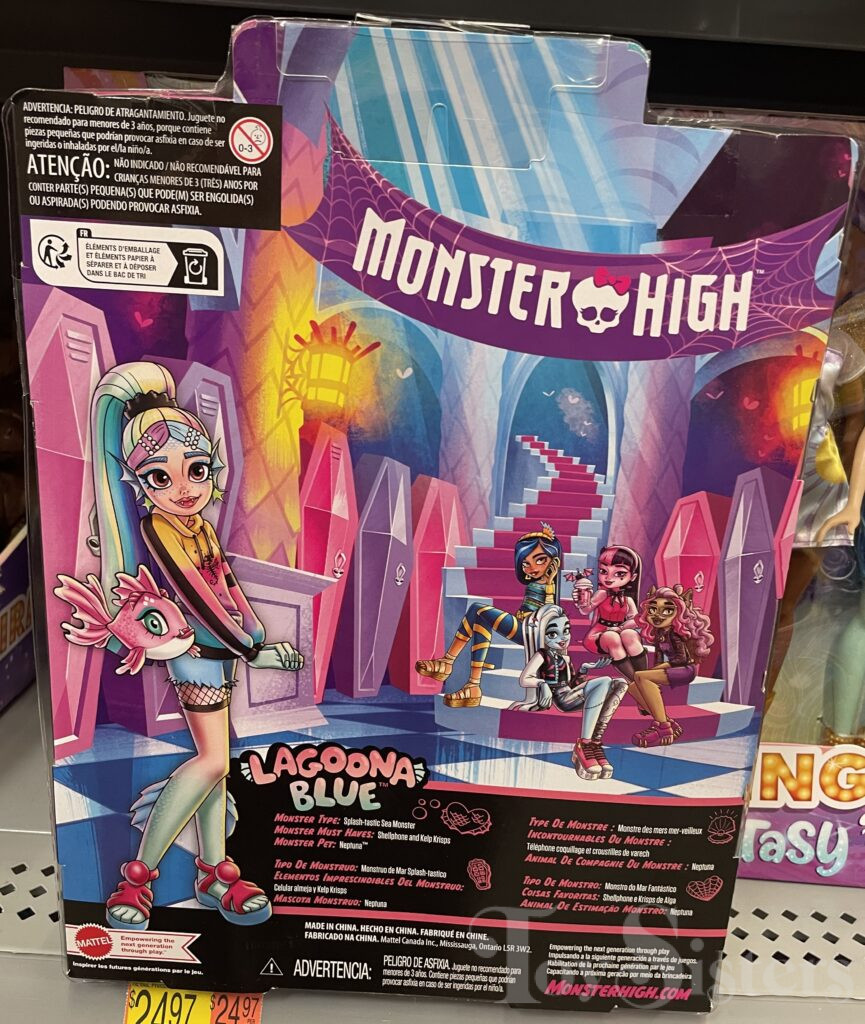 ADVERTENCIA: PELIGRO DE ATRAGANTAMIENTO. Juguete no
recomendado para menores de 3 años, porque contiene
piezas pequeñas que podrían provocar asfixia en caso de ser
ingeridas o inhaladas por el/la niño/a.
0-3
ATENÇÃO: NÃO INDICADO / NÃO RECOMENDÁVEL PARA
CRIANÇAS MENORES DE 3 (TRÊS) ANOS POR
CONTER PARTE(S) PEQUENA(S) QUE PODE(M) SER ENGOLIDA(S)
OU ASPIRADA(S) PODENDO PROVOCAR ASFIXIA.
FR
ÉLÉMENTS D'EMBALLAGE
ET ÉLÉMENTS PAPIER À
SÉPARER ET À DÉPOSER
DANS LE BAC DE TRI
MONSTER HIGH™
LAGOONA
BLUE™
Monster Type: Splash-tastic Sea Monster
Monster Must Haves: Shellphone and Kelp Krisps
Monster Pet: Neptuna™
Tipo De Monstruo: Monstruo de Mar Splash-tastico
Elementos Imprescindibles Del Monstruo:
Celular almeja y Kelp Krisps
Mascota Monstruo: Neptuna
Type De Monstre : Monstre des mers mer-veilleux
Incontournables Du Monstre :
Téléphone coquillage et croustilles de varech
Animal De Compagnie Du Monstre : Neptuna
Tipo De Monstro: Monstro do Mar Fantástico
Coisas Favoritas: Shellphone e Krisps de Alga
Animal De Estimação Monstro: Neptuna
MATTEL
Empowering the
next generation
through play.™
Inspirer les futures générations par le jeu.
MADE IN CHINA. HECHO EN CHINA. FABRIQUÉ EN CHINE.
FABRICADO NA CHINA. Mattel Canada Inc., Mississauga, Ontario L5R 3W2.
ADVERTENCIA: PELIGRO DE ASFIXIA. Juguete no recomendado para
menores de 3 años. Contiene piezas pequeñas que podrían
provocar asfixia en caso de ser ingeridas.
Empowering the next generation through play
Impulsando a la siguiente generación a través de juegos.
Habilitation de la prochaine génération par le jeu
Capacitando a próxima geração por meio da brincadeira
MonsterHigh.com
Toy Sisters
NG
Tasy
$2497 $24.97